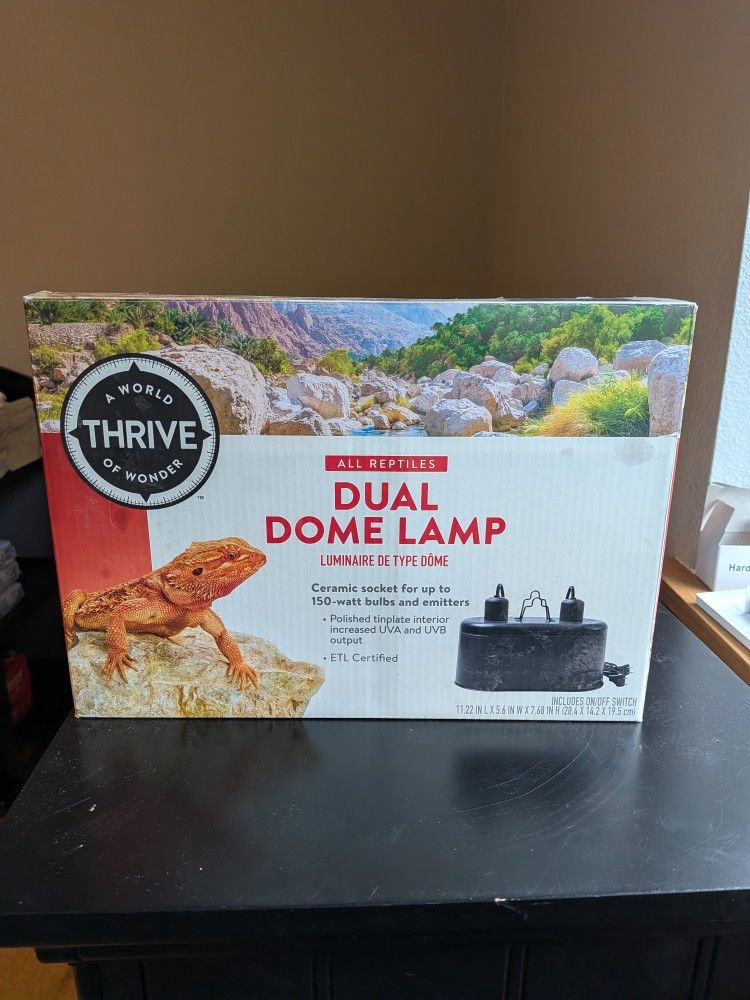 A WORLD
THRIVE
OF WONDER
™
ALL REPTILES
DUAL
DOME LAMP
LUMINAIRE DE TYPE DÔME
Ceramic socket for up to
150-watt bulbs and emitters
• Polished tinplate interior
increased UVA and UVB
output
• ETL Certified
INCLUDES ON/OFF SWITCH
11.22 IN L X 5.6 IN W X 7.68 IN H (28.4 X 14.2 X 19.5 cm)
Hard